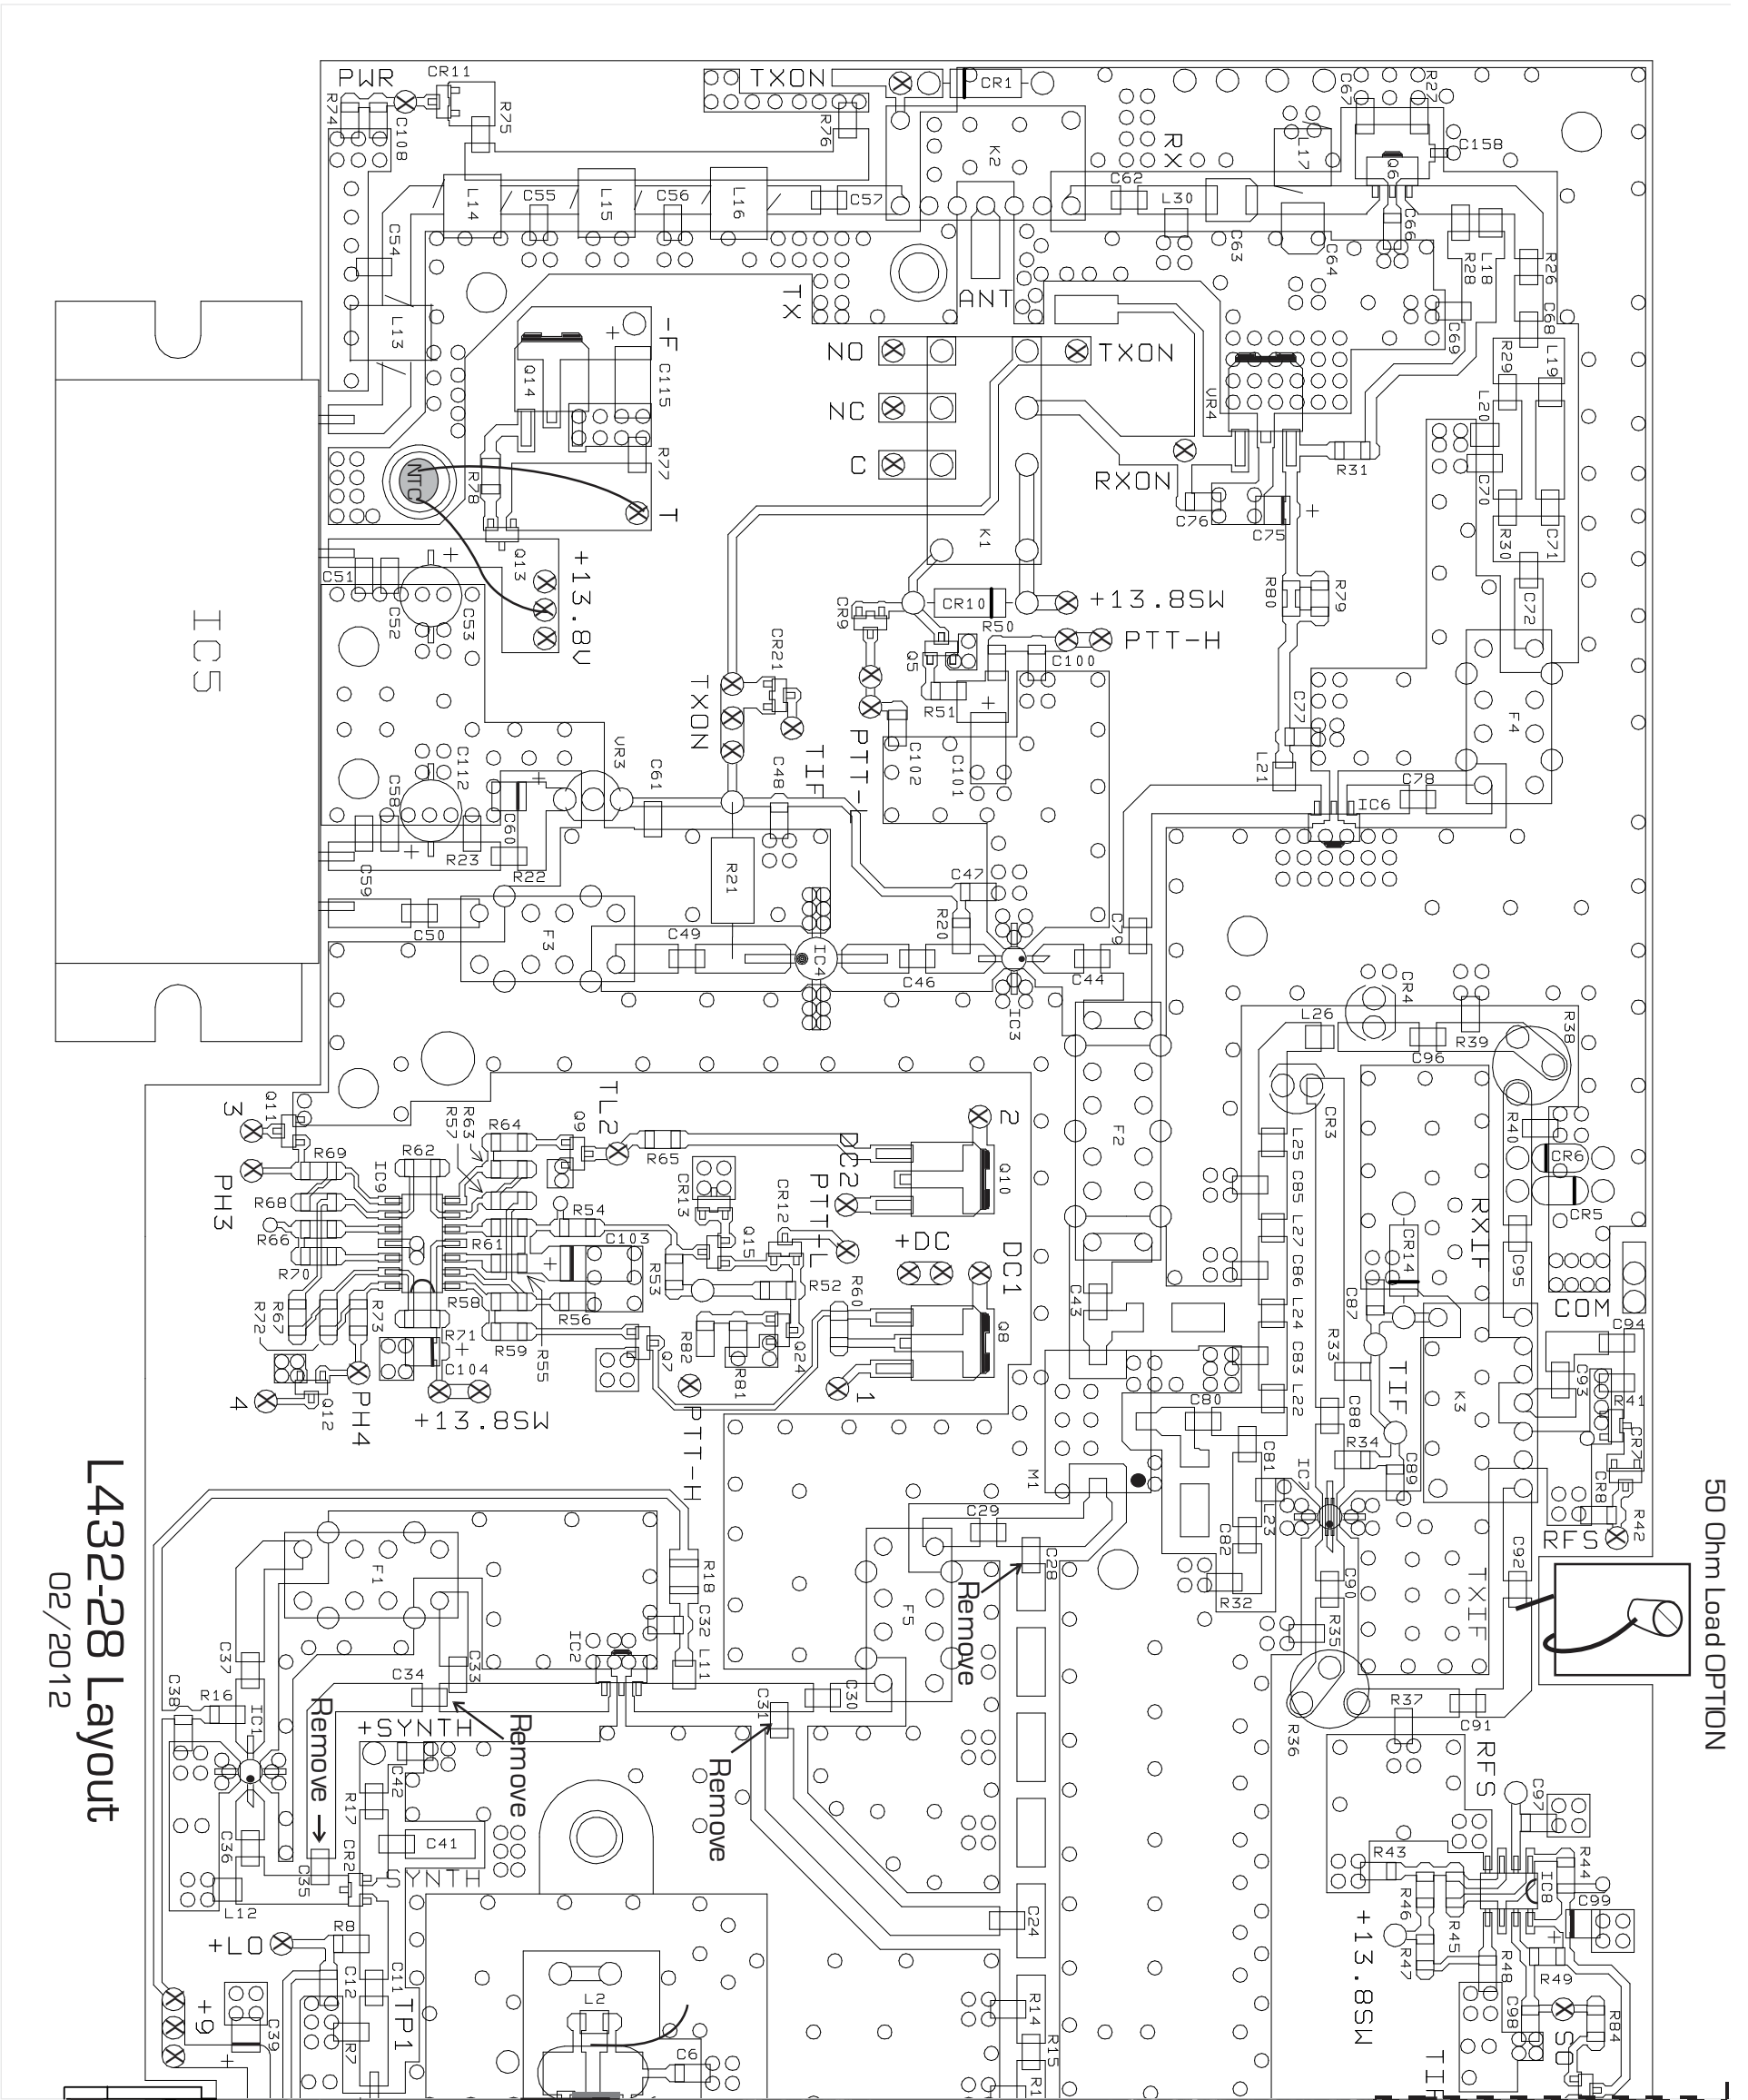 PWR
CR11
TXON
CR1
C67
R27
R74
C108
R75
R76
K2
RX
L17
Q6
C158
L14
C55
L15
C56
L16
C57
C62
L30
C63
C64
C66
R28
L18
R26
C68
C54
L13
TX
ANT
-F
+
Q14
C115
NO
TXON
NC
C
RXON
VR4
R31
C69
R29
L19
L20
C70
R30
C71
NTC
R78
R77
T
C76
C75
+
K1
C51
+
Q13
+13.8V
C52
C53
CR9
CR10
+13.8SW
R50
PTT-H
C100
Q5
R51
+
R80
R79
C72
IC5
CR21
TXON
TIF
PTT-L
C102
C101
C77
F4
L21
C78
IC6
C112
C58
+
VR3
C61
C48
C60
+
R23
R22
C59
R21
C47
R20
C79
C50
F3
C49
IC4
C46
C44
IC3
CR4
L26
R39
R38
C96
CR3
3
Q11
R57
R63
R64
Q9
TL2
R65
DC2
2
Q10
F2
R40
CR6
CR5
R69
R62
IC9
PH3
R68
R66
R70
R61
R54
C103
CR13
CR12
PTT-L
Q15
+DC
DC1
L25
C85
L27
C86
L24
C83
L22
RXIF
CR14
C95
COM
R72
R67
R73
R58
+
R56
R53
R52
R60
Q8
C43
C87
R33
C94
R71
+
C104
R59
R55
Q7
R82
R81
Q24
1
TIF
K3
C93
R41
4
Q12
PH4
+13.8SW
PTT-H
M1
C80
C81
C88
R34
IC7
C89
CR7
CR8
R42
RFS
L432-28 Layout
02/2012
50 Ohm Load OPTION
F1
R18
C32
L11
IC2
C29
C28
Remove
F5
L23
C82
R32
C90
R35
TXIF
C92
C37
C38
R16
IC1
C34
C33
+SYNTH
Remove
Remove
C31
Remove
C30
R36
R37
C91
RFS
C97
C42
R17
C41
SYNTH
CR2
C35
C36
L12
+LO
R8
C12
C11
TP1
R7
+9
C39
+
L2
C6
C24
R14
R15
R1
R43
R46
R45
R47
R48
IC8
R44
C99
+
R49
C98
R84
SO
+13.8SW
TIF